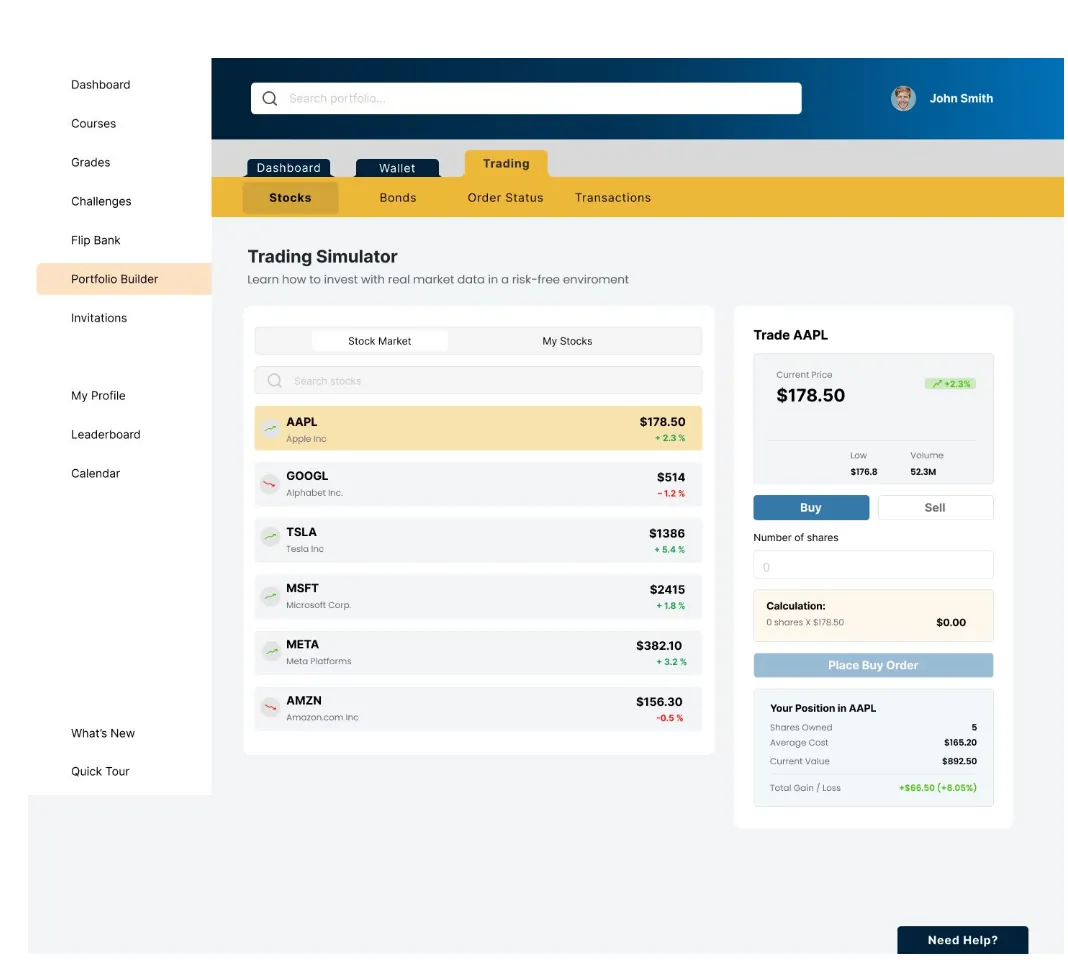 Dashboard
Courses
Grades
Challenges
Flip Bank
Portfolio Builder
Invitations
My Profile
Leaderboard
Calendar
What's New
Quick Tour
Search portfolio...
John Smith
Dashboard
Wallet
Trading
Stocks
Bonds
Order Status
Transactions
Trading Simulator
Learn how to invest with real market data in a risk-free enviroment
Stock Market
My Stocks
Search stocks
AAPL
$178.50
Apple Inc
+ 2.3 %
GOOGL
$514
Alphabet Inc.
- 1.2 %
TSLA
$1386
Tesla Inc
+ 5.4 %
MSFT
$2415
Microsoft Corp.
+ 1.8 %
META
$382.10
Meta Platforms
+ 3.2 %
AMZN
$156.30
Amazon.com Inc
-0.5 %
Trade AAPL
Current Price
$178.50
+2.3%
Low
Volume
$176.8
52.3M
Buy
Sell
Number of shares
0
Calculation:
0 shares X $178.50
$0.00
Place Buy Order
Your Position in AAPL
Shares Owned
5
Average Cost
$165.20
Current Value
$892.50
Total Gain / Loss
+$66.50 (+8.05%)
Need Help?